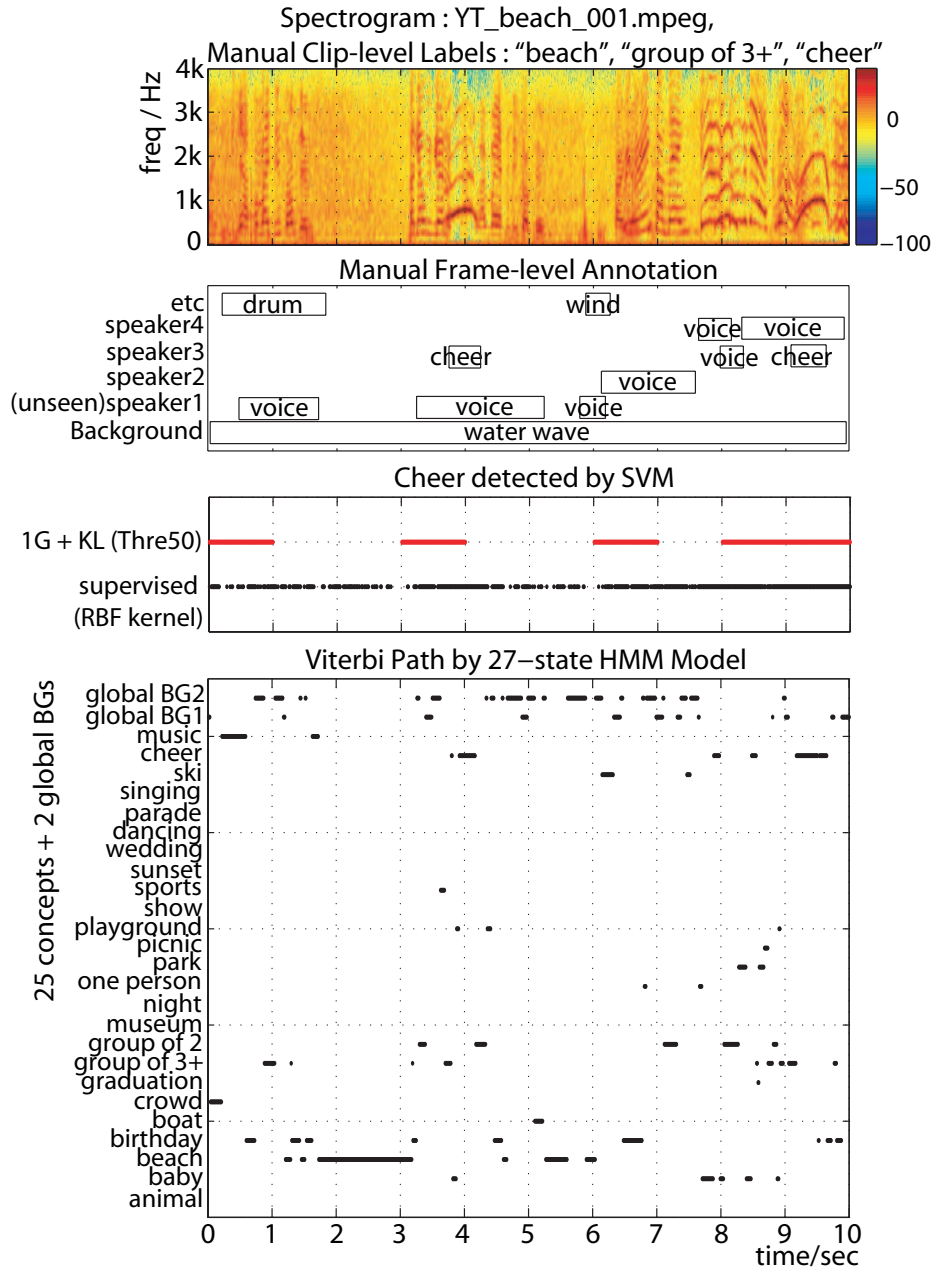 Spectrogram : YT_beach_001.mpeg,
Manual Clip-level Labels : “beach”, “group of 3+”, “cheer”
freq / Hz
4k
3k
2k
1k
0
0
−50
−100
Manual Frame-level Annotation
etc
drum
wind
speaker4
voice
voice
speaker3
cheer
voice
cheer
speaker2
voice
(unseen)speaker1
voice
voice
voice
Background
water wave
Cheer detected by SVM
1G + KL (Thre50)
supervised
(RBF kernel)
Viterbi Path by 27−state HMM Model
25 concepts + 2 global BGs
global BG2
global BG1
music
cheer
ski
singing
parade
dancing
wedding
sunset
sports
show
playground
picnic
park
one person
night
museum
group of 2
group of 3+
graduation
crowd
boat
birthday
beach
baby
animal
0 1 2 3 4 5 6 7 8 9 10
time/sec